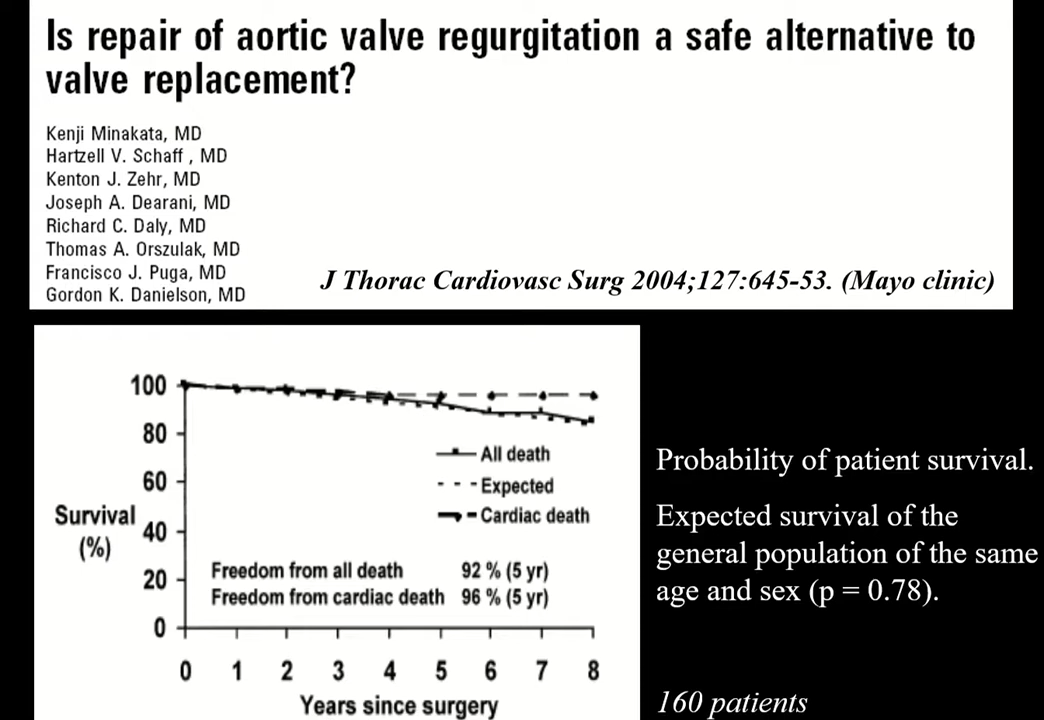 Is repair of aortic valve regurgitation a safe alternative to
valve replacement?
Kenji Minakata, MD
Hartzell V. Schaff , MD
Kenton J. Zehr, MD
Joseph A. Dearani, MD
Richard C. Daly, MD
Thomas A. Orszulak, MD
Francisco J. Puga, MD
Gordon K. Danielson, MD
J Thorac Cardiovasc Surg 2004;127:645-53. (Mayo clinic)
100
80
60
40
20
0
Survival
(%)
All death
Expected
Cardiac death
Freedom from all death 92 % (5 yr)
Freedom from cardiac death 96 % (5 yr)
0 1 2 3 4 5 6 7 8
Years since surgery
Probability of patient survival.
Expected survival of the
general population of the same
age and sex (p = 0.78).
160 patients